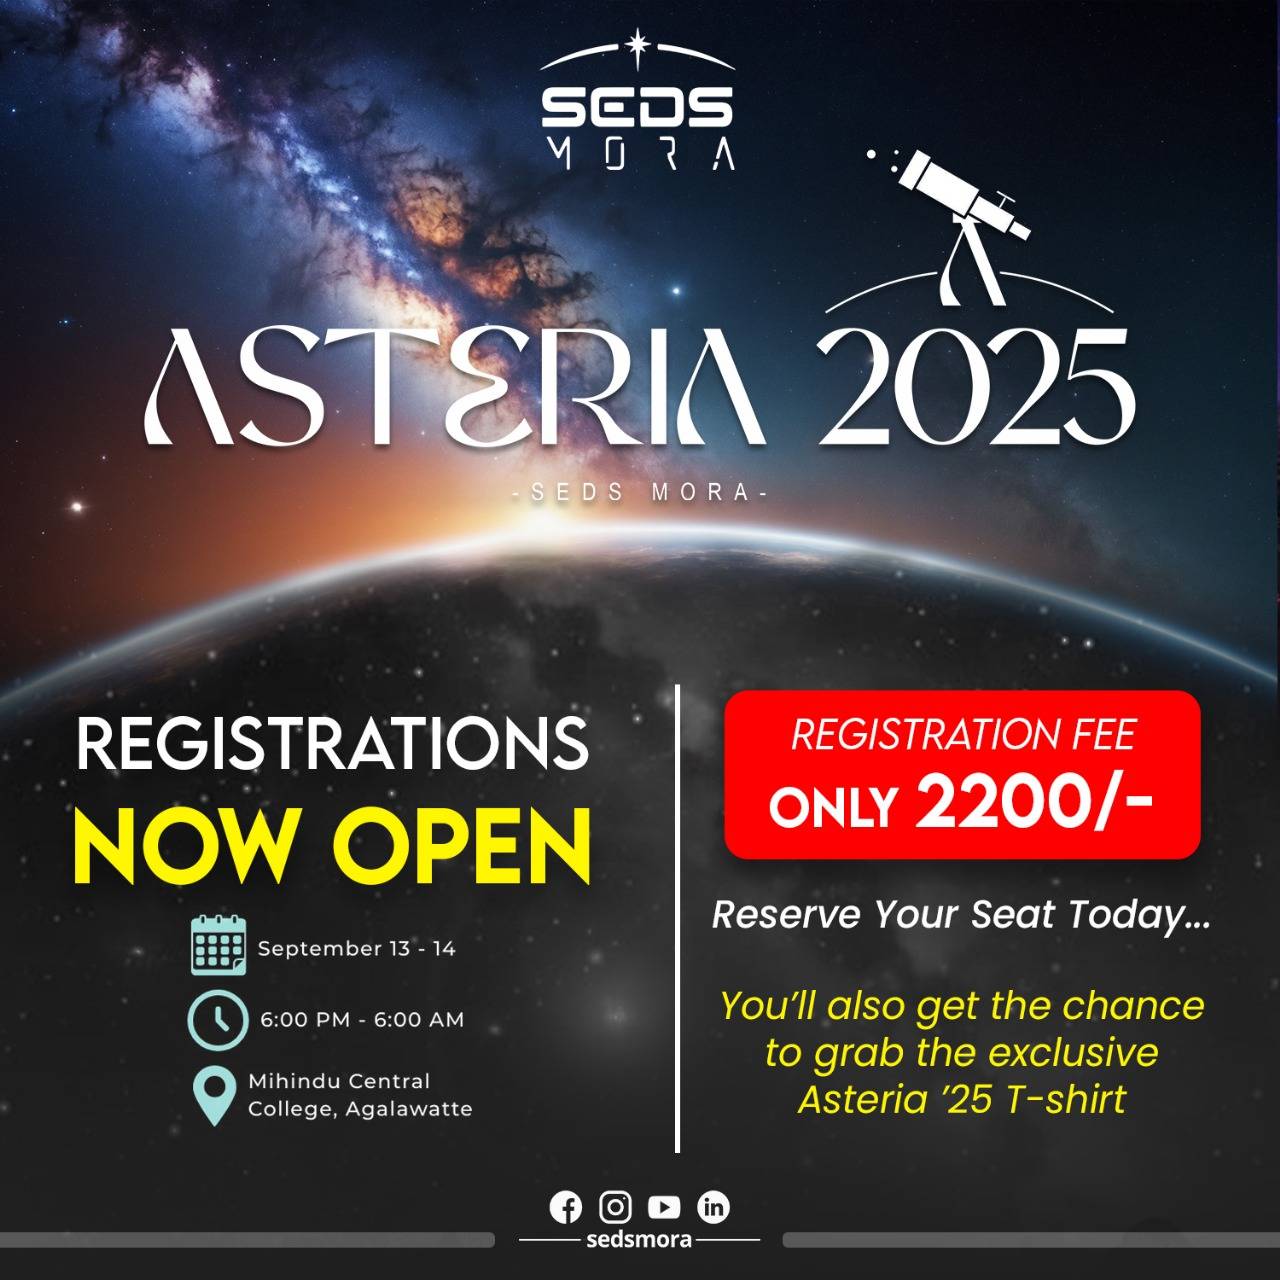 SEDS
MORA
ASTERIA 2025
-SEDS MORA-
REGISTRATIONS
NOW OPEN
September 13 - 14
6:00 PM - 6:00 AM
Mihindu Central
College, Agalawatte
REGISTRATION FEE
ONLY 2200/-
Reserve Your Seat Today...
You'll also get the chance
to grab the exclusive
Asteria '25 T-shirt
sedsmora